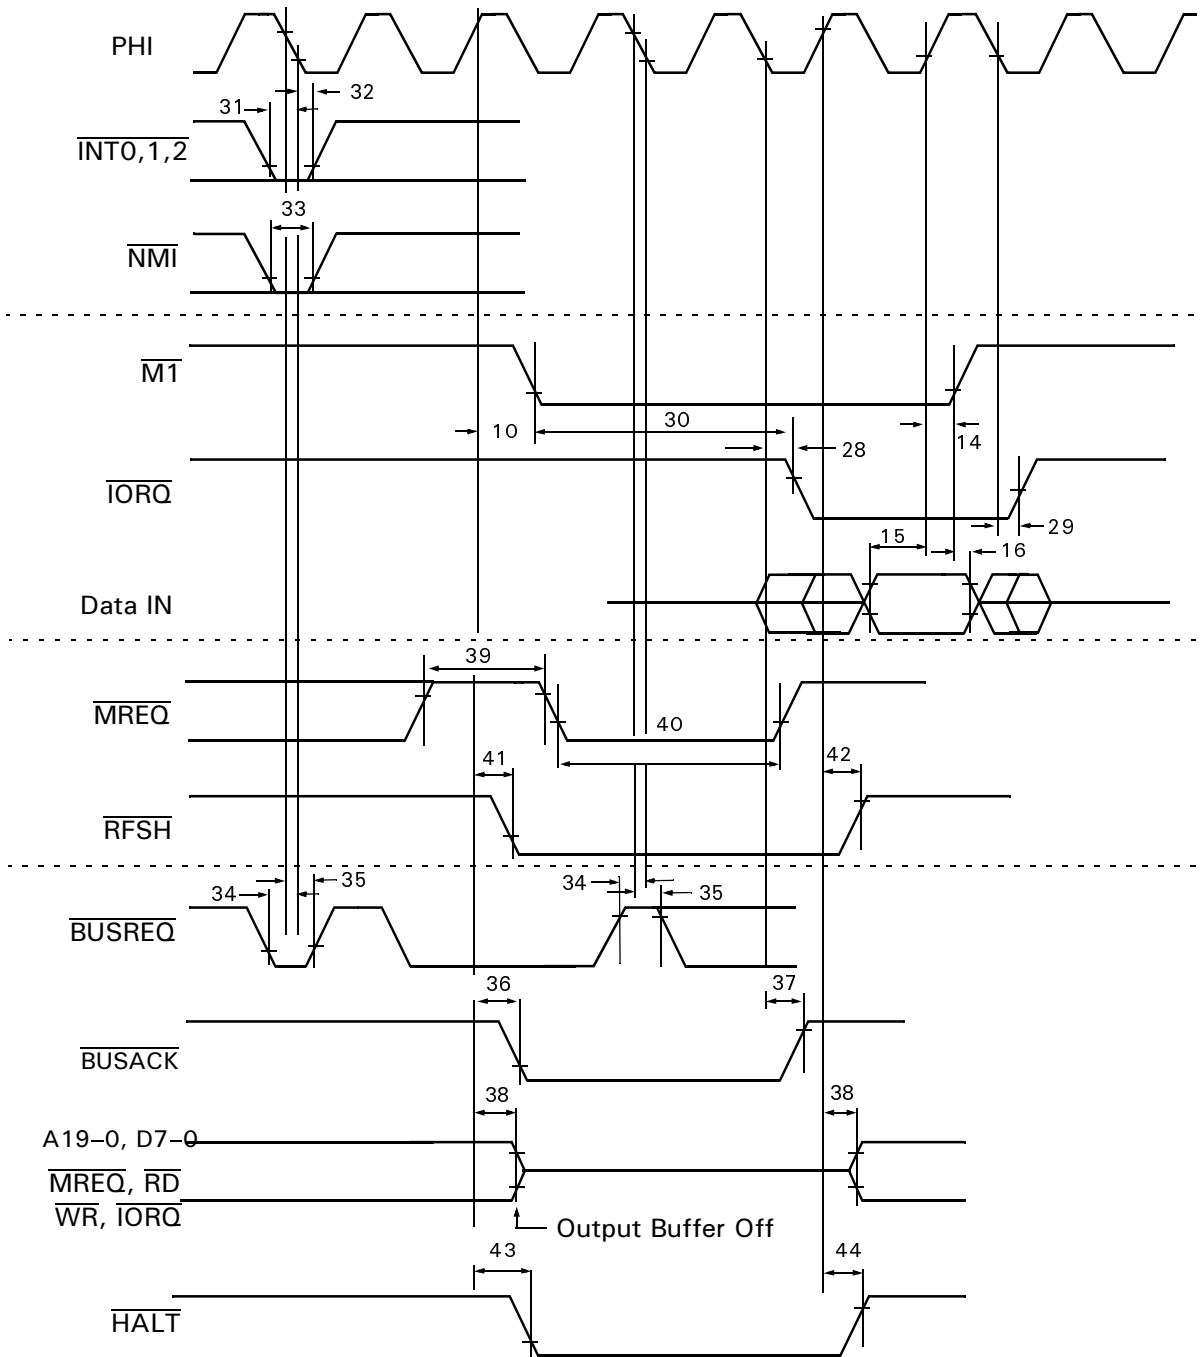 PHI
32
31
INT0,1,2
33
NMI
M1
10
30
14
28
IORQ
29
15
16
Data IN
39
MREQ
40
41
42
RFSH
34
35
34
35
BUSREQ
36
37
BUSACK
38
38
A19–0, D7–0
MREQ, RD
WR, IORQ
Output Buffer Off
43
44
HALT